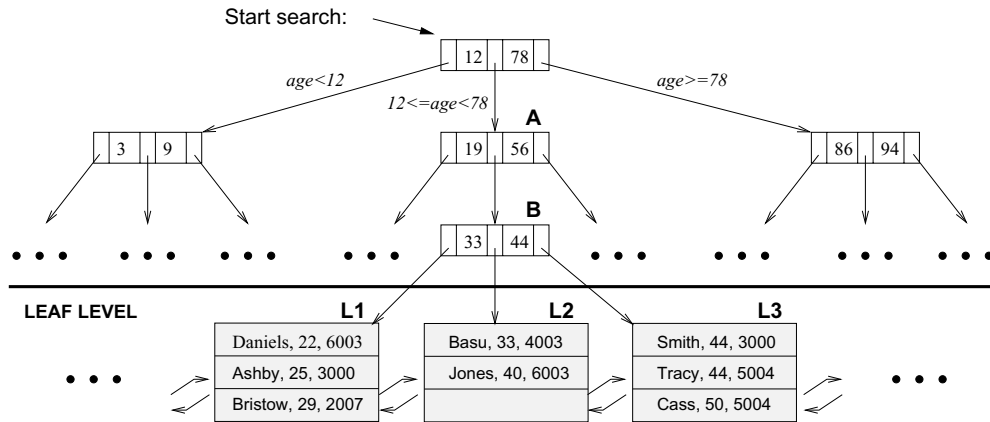 Start search:
12 78
age<12
12<=age<78
age>=78
A
3 9
19 56
86 94
B
33 44
LEAF LEVEL
L1
L2
L3
Daniels, 22, 6003
Ashby, 25, 3000
Bristow, 29, 2007
Basu, 33, 4003
Jones, 40, 6003
Smith, 44, 3000
Tracy, 44, 5004
Cass, 50, 5004